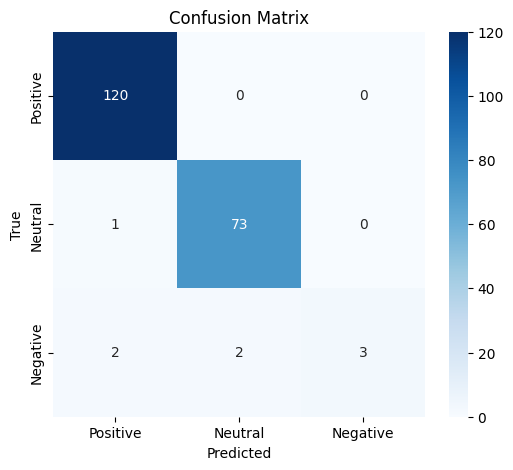 Confusion Matrix
Positive 120 0 0
Neutral 1 73 0
Negative 2 2 3
True
Positive Neutral Negative
Predicted
120
100
80
60
40
20
0